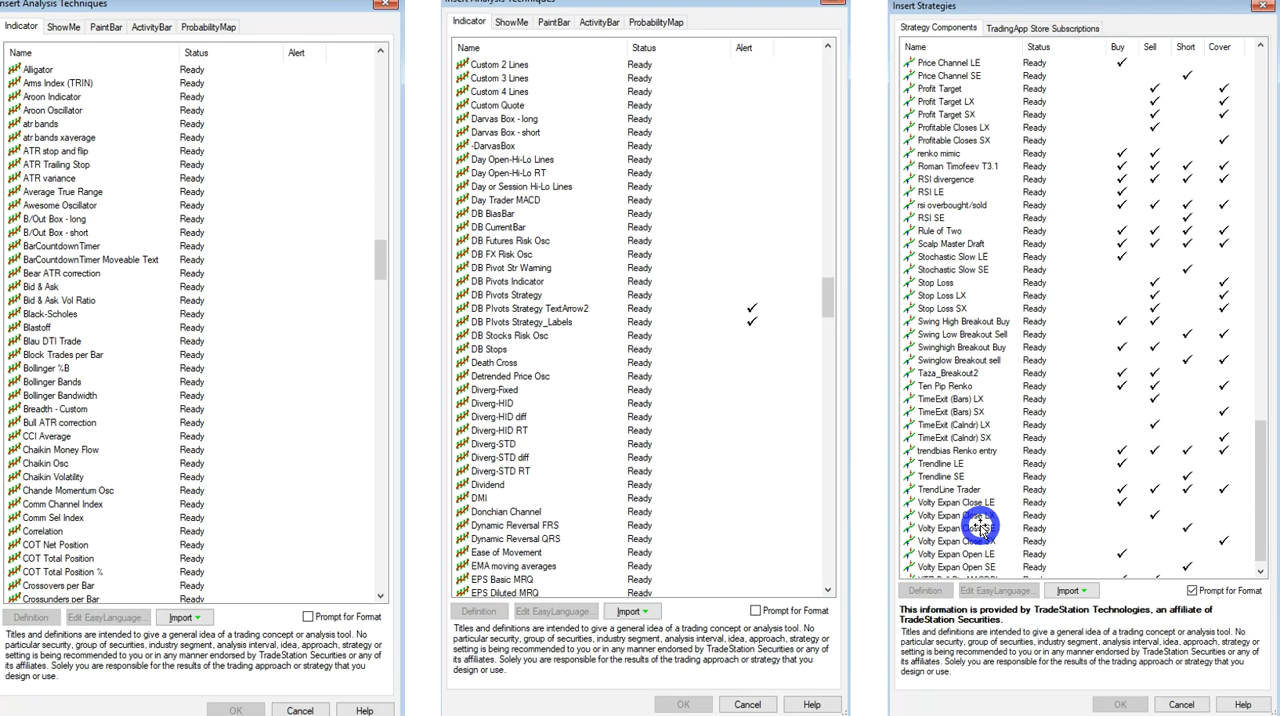 Insert Analysis Techniques
Indicator ShowMe PaintBar ActivityBar ProbabilityMap
Name Status Alert
Alligator Ready
Arms Index (TRIN) Ready
Aroon Indicator Ready
Aroon Oscillator Ready
atr bands Ready
atr bands xaverage Ready
ATR stop and flip Ready
ATR Trailing Stop Ready
ATR variance Ready
Average True Range Ready
Awesome Oscillator Ready
B/Out Box - long Ready
B/Out Box - short Ready
BarCountdownTimer Ready
BarCountdownTimer Moveable Text Ready
Bear ATR correction Ready
Bid & Ask Ready
Bid & Ask Vol Ratio Ready
Black-Scholes Ready
Blastoff Ready
Blau DTI Trade Ready
Block Trades per Bar Ready
Bollinger %B Ready
Bollinger Bands Ready
Bollinger Bandwidth Ready
Breadth - Custom Ready
Bull ATR correction Ready
CCI Average Ready
Chaikin Money Flow Ready
Chaikin Osc Ready
Chaikin Volatility Ready
Chande Momentum Osc Ready
Comm Channel Index Ready
Comm Sel Index Ready
Correlation Ready
COT Net Position Ready
COT Total Position Ready
COT Total Position % Ready
Crossovers per Bar Ready
Crossunders per Bar Ready
Definition Edit EasyLanguage... Import Prompt for Format
Titles and definitions are intended to give a general idea of a trading concept or analysis tool. No
particular security, group of securities, industry segment, analysis interval, idea, approach, strategy or
setting is being recommended to you or in any manner endorsed by TradeStation Securities or any of
its affiliates. Solely you are responsible for the results of the trading approach or strategy that you
design or use.
OK Cancel Help
Insert Analysis Techniques
Indicator ShowMe PaintBar ActivityBar ProbabilityMap
Name Status Alert
Custom 2 Lines Ready
Custom 3 Lines Ready
Custom 4 Lines Ready
Custom Quote Ready
Darvas Box - long Ready
Darvas Box - short Ready
-DarvasBox Ready
Day Open-Hi-Lo Lines Ready
Day Open-Hi-Lo RT Ready
Day or Session Hi-Lo Lines Ready
Day Trader MACD Ready
DB BiasBar Ready
DB CurrentBar Ready
DB Futures Risk Osc Ready
DB FX Risk Osc Ready
DB Pivot Str Warning Ready
DB Pivots Indicator Ready
DB Pivots Strategy Ready
DB PIvots Strategy TextArrow2 Ready ✓
DB PIvots Strategy_Labels Ready ✓
DB Stocks Risk Osc Ready
DB Stops Ready
Death Cross Ready
Detrended Price Osc Ready
Diverg-Fixed Ready
Diverg-HID Ready
Diverg-HID diff Ready
Diverg-HID RT Ready
Diverg-STD Ready
Diverg-STD diff Ready
Diverg-STD RT Ready
Dividend Ready
DMI Ready
Donchian Channel Ready
Dynamic Reversal FRS Ready
Dynamic Reversal QRS Ready
Ease of Movement Ready
EMA moving averages Ready
EPS Basic MRQ Ready
EPS Diluted MRQ Ready
Definition Edit EasyLanguage... Import Prompt for Format
Titles and definitions are intended to give a general idea of a trading concept or analysis tool. No
particular security, group of securities, industry segment, analysis interval, idea, approach, strategy or
setting is being recommended to you or in any manner endorsed by TradeStation Securities or any of
its affiliates. Solely you are responsible for the results of the trading approach or strategy that you
design or use.
OK Cancel Help
Insert Strategies
Strategy Components TradingApp Store Subscriptions
Name Status Buy Sell Short Cover
Price Channel LE Ready ✓
Price Channel SE Ready ✓
Profit Target Ready ✓ ✓
Profit Target LX Ready ✓ ✓
Profit Target SX Ready ✓ ✓
Profitable Closes LX Ready ✓
Profitable Closes SX Ready ✓
renko mimic Ready ✓ ✓
Roman Timofeev T3.1 Ready ✓ ✓ ✓ ✓
RSI divergence Ready ✓ ✓ ✓ ✓
RSI LE Ready ✓
rsi overbought/sold Ready ✓ ✓ ✓ ✓
RSI SE Ready ✓
Rule of Two Ready ✓ ✓ ✓ ✓
Scalp Master Draft Ready ✓ ✓ ✓ ✓
Stochastic Slow LE Ready ✓
Stochastic Slow SE Ready ✓
Stop Loss Ready ✓ ✓
Stop Loss LX Ready ✓ ✓
Stop Loss SX Ready ✓ ✓
Swing High Breakout Buy Ready ✓ ✓
Swing Low Breakout Sell Ready ✓ ✓
Swinghigh Breakout Buy Ready ✓ ✓
Swinglow Breakout sell Ready ✓ ✓
Taza_Breakout2 Ready ✓ ✓
Ten Pip Renko Ready ✓ ✓ ✓
TimeExit (Bars) LX Ready ✓
TimeExit (Bars) SX Ready ✓
TimeExit (Calndr) LX Ready ✓
TimeExit (Calndr) SX Ready ✓
trendbias Renko entry Ready ✓ ✓ ✓ ✓
Trendline LE Ready ✓
Trendline SE Ready ✓
TrendLine Trader Ready ✓ ✓ ✓ ✓
Volty Expan Close LE Ready ✓
Volty Expan Close LX Ready ✓
Volty Expan Close SE Ready ✓
Volty Expan Close SX Ready ✓
Volty Expan Open LE Ready ✓
Volty Expan Open SE Ready ✓
Definition Edit EasyLanguage... Import Prompt for Format
This information is provided by TradeStation Technologies, an affiliate of
TradeStation Securities.
Titles and definitions are intended to give a general idea of a trading concept or analysis tool. No
particular security, group of securities, industry segment, analysis interval, idea, approach, strategy or
setting is being recommended to you or in any manner endorsed by TradeStation Securities or any of
its affiliates. Solely you are responsible for the results of the trading approach or strategy that you
design or use.
OK Cancel Help